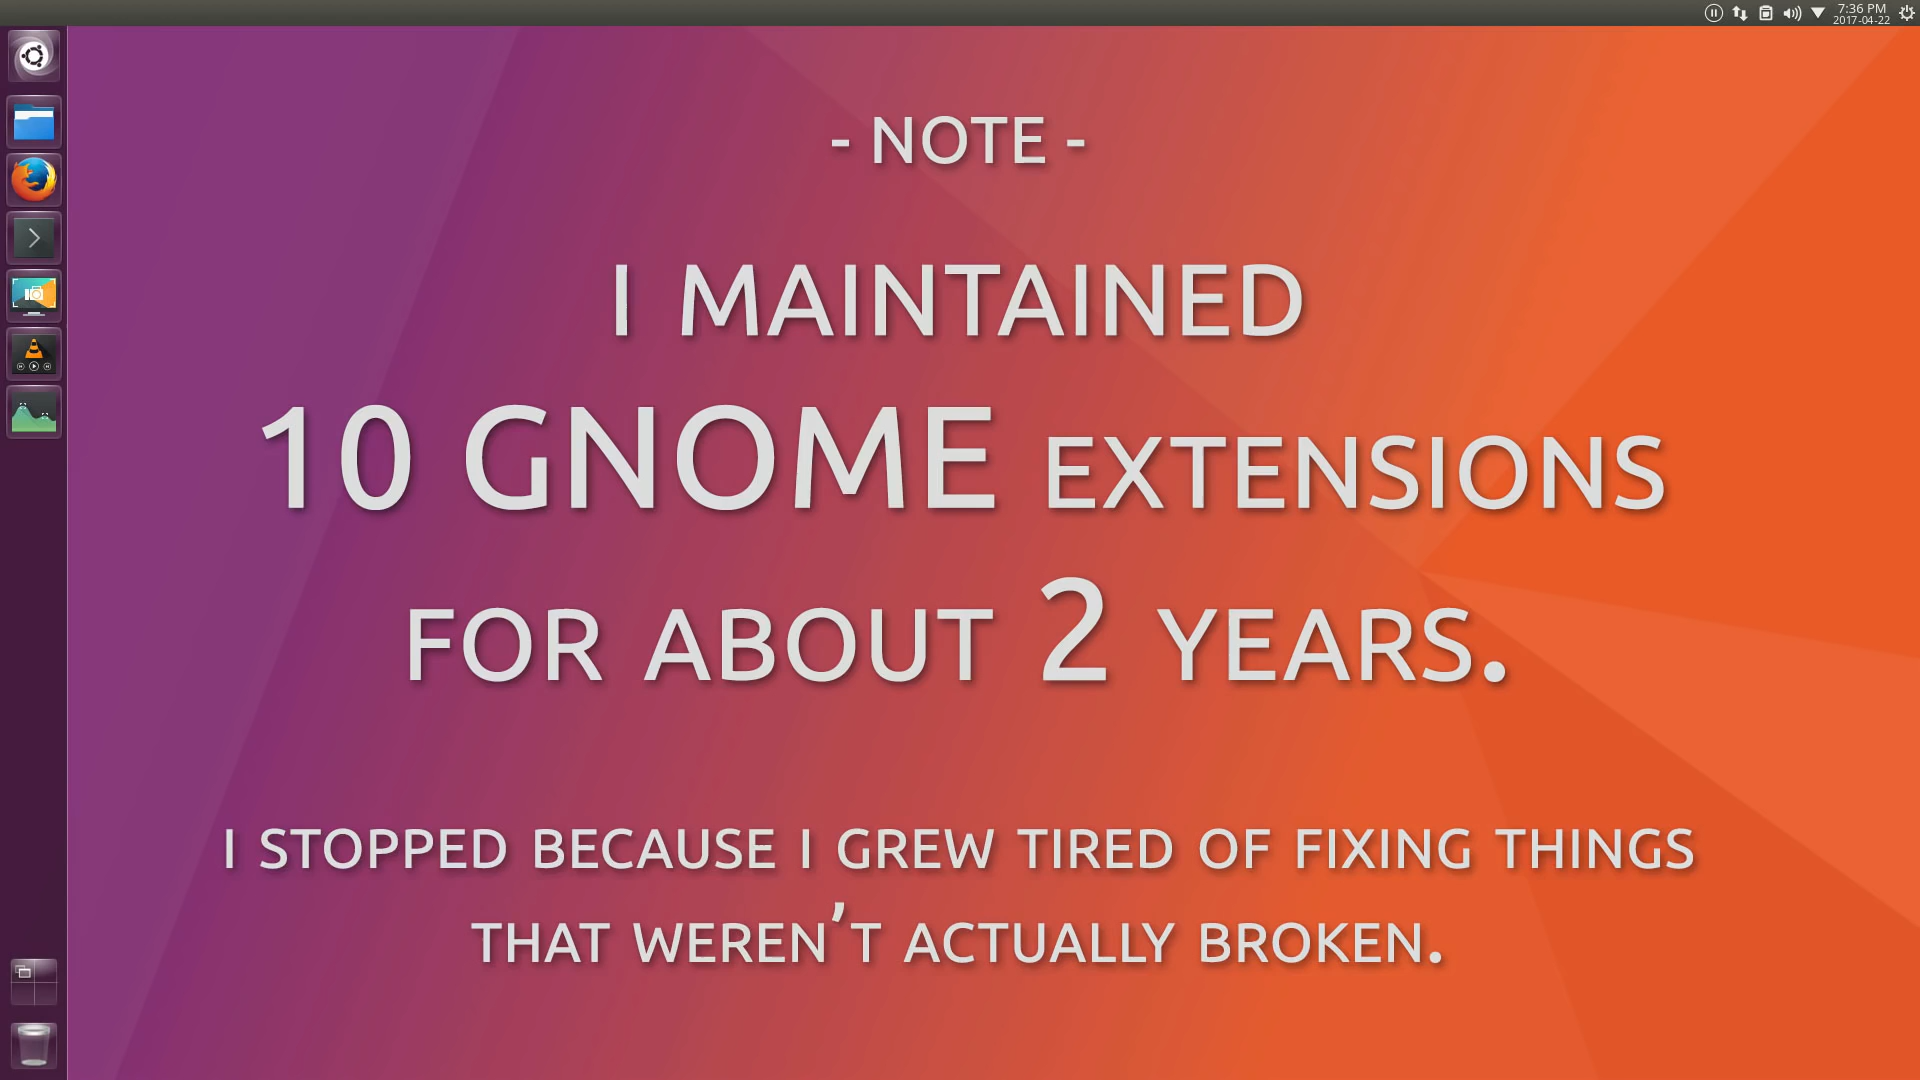 7:36 PM
2017-04-22
- NOTE -
I MAINTAINED
10 GNOME EXTENSIONS
FOR ABOUT 2 YEARS.
I STOPPED BECAUSE I GREW TIRED OF FIXING THINGS
THAT WEREN'T ACTUALLY BROKEN.